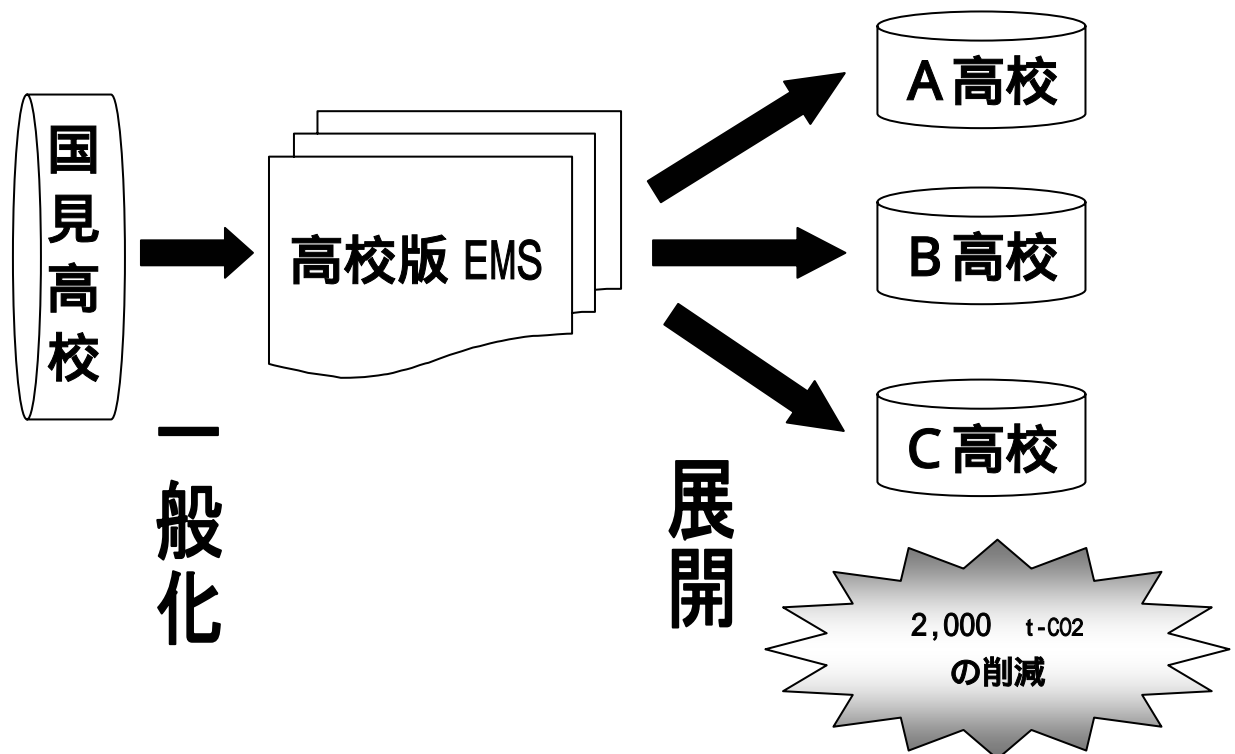 国見高校
一般化
高校版 EMS
展開
A高校
B高校
C高校
2,000 t-CO2
の削減